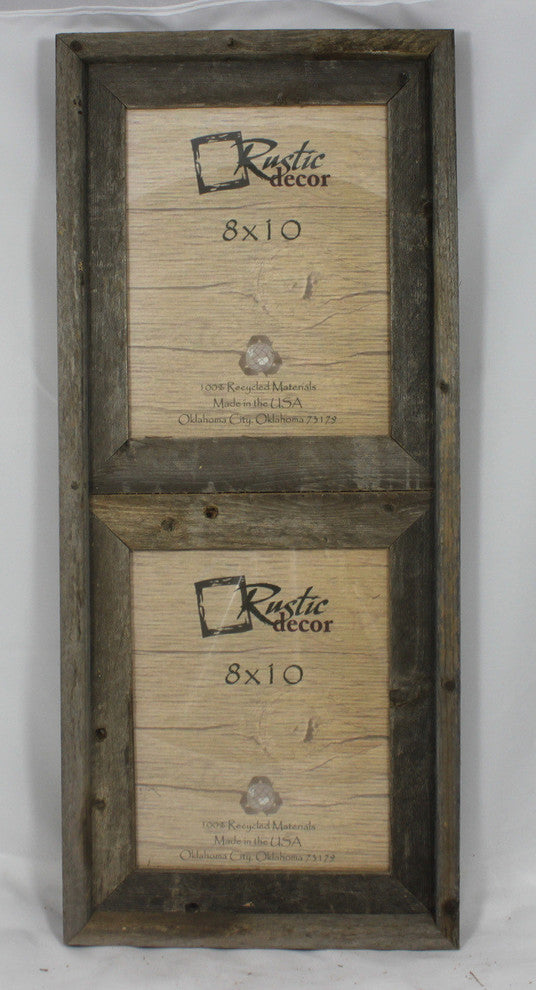 Rustic
decor
8x10
100% Recycled Materials
Made in the USA
Oklahoma City, Oklahoma 73179
Rustic
decor
8x10
100% Recycled Materials
Made in the USA
Oklahoma City, Oklahoma 73179